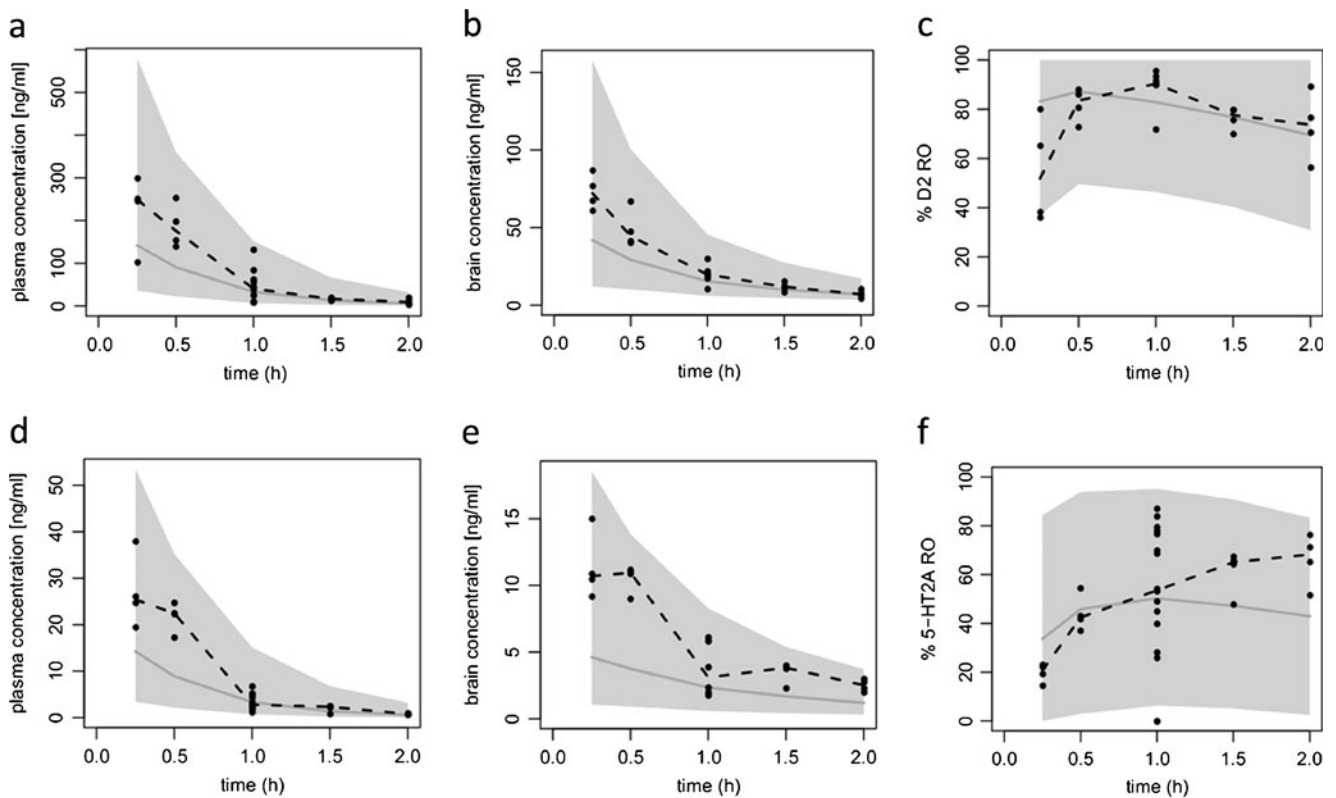 a
plasma concentration [ng/ml]
500
300
100
0
0.0 0.5 1.0 1.5 2.0
time (h)
b
brain concentration [ng/ml]
150
100
50
0
0.0 0.5 1.0 1.5 2.0
time (h)
c
% D2 RO
100
80
60
40
20
0
0.0 0.5 1.0 1.5 2.0
time (h)
d
plasma concentration [ng/ml]
50
40
30
20
10
0
0.0 0.5 1.0 1.5 2.0
time (h)
e
brain concentration [ng/ml]
15
10
5
0
0.0 0.5 1.0 1.5 2.0
time (h)
f
% 5-HT2A RO
100
80
60
40
20
0
0.0 0.5 1.0 1.5 2.0
time (h)